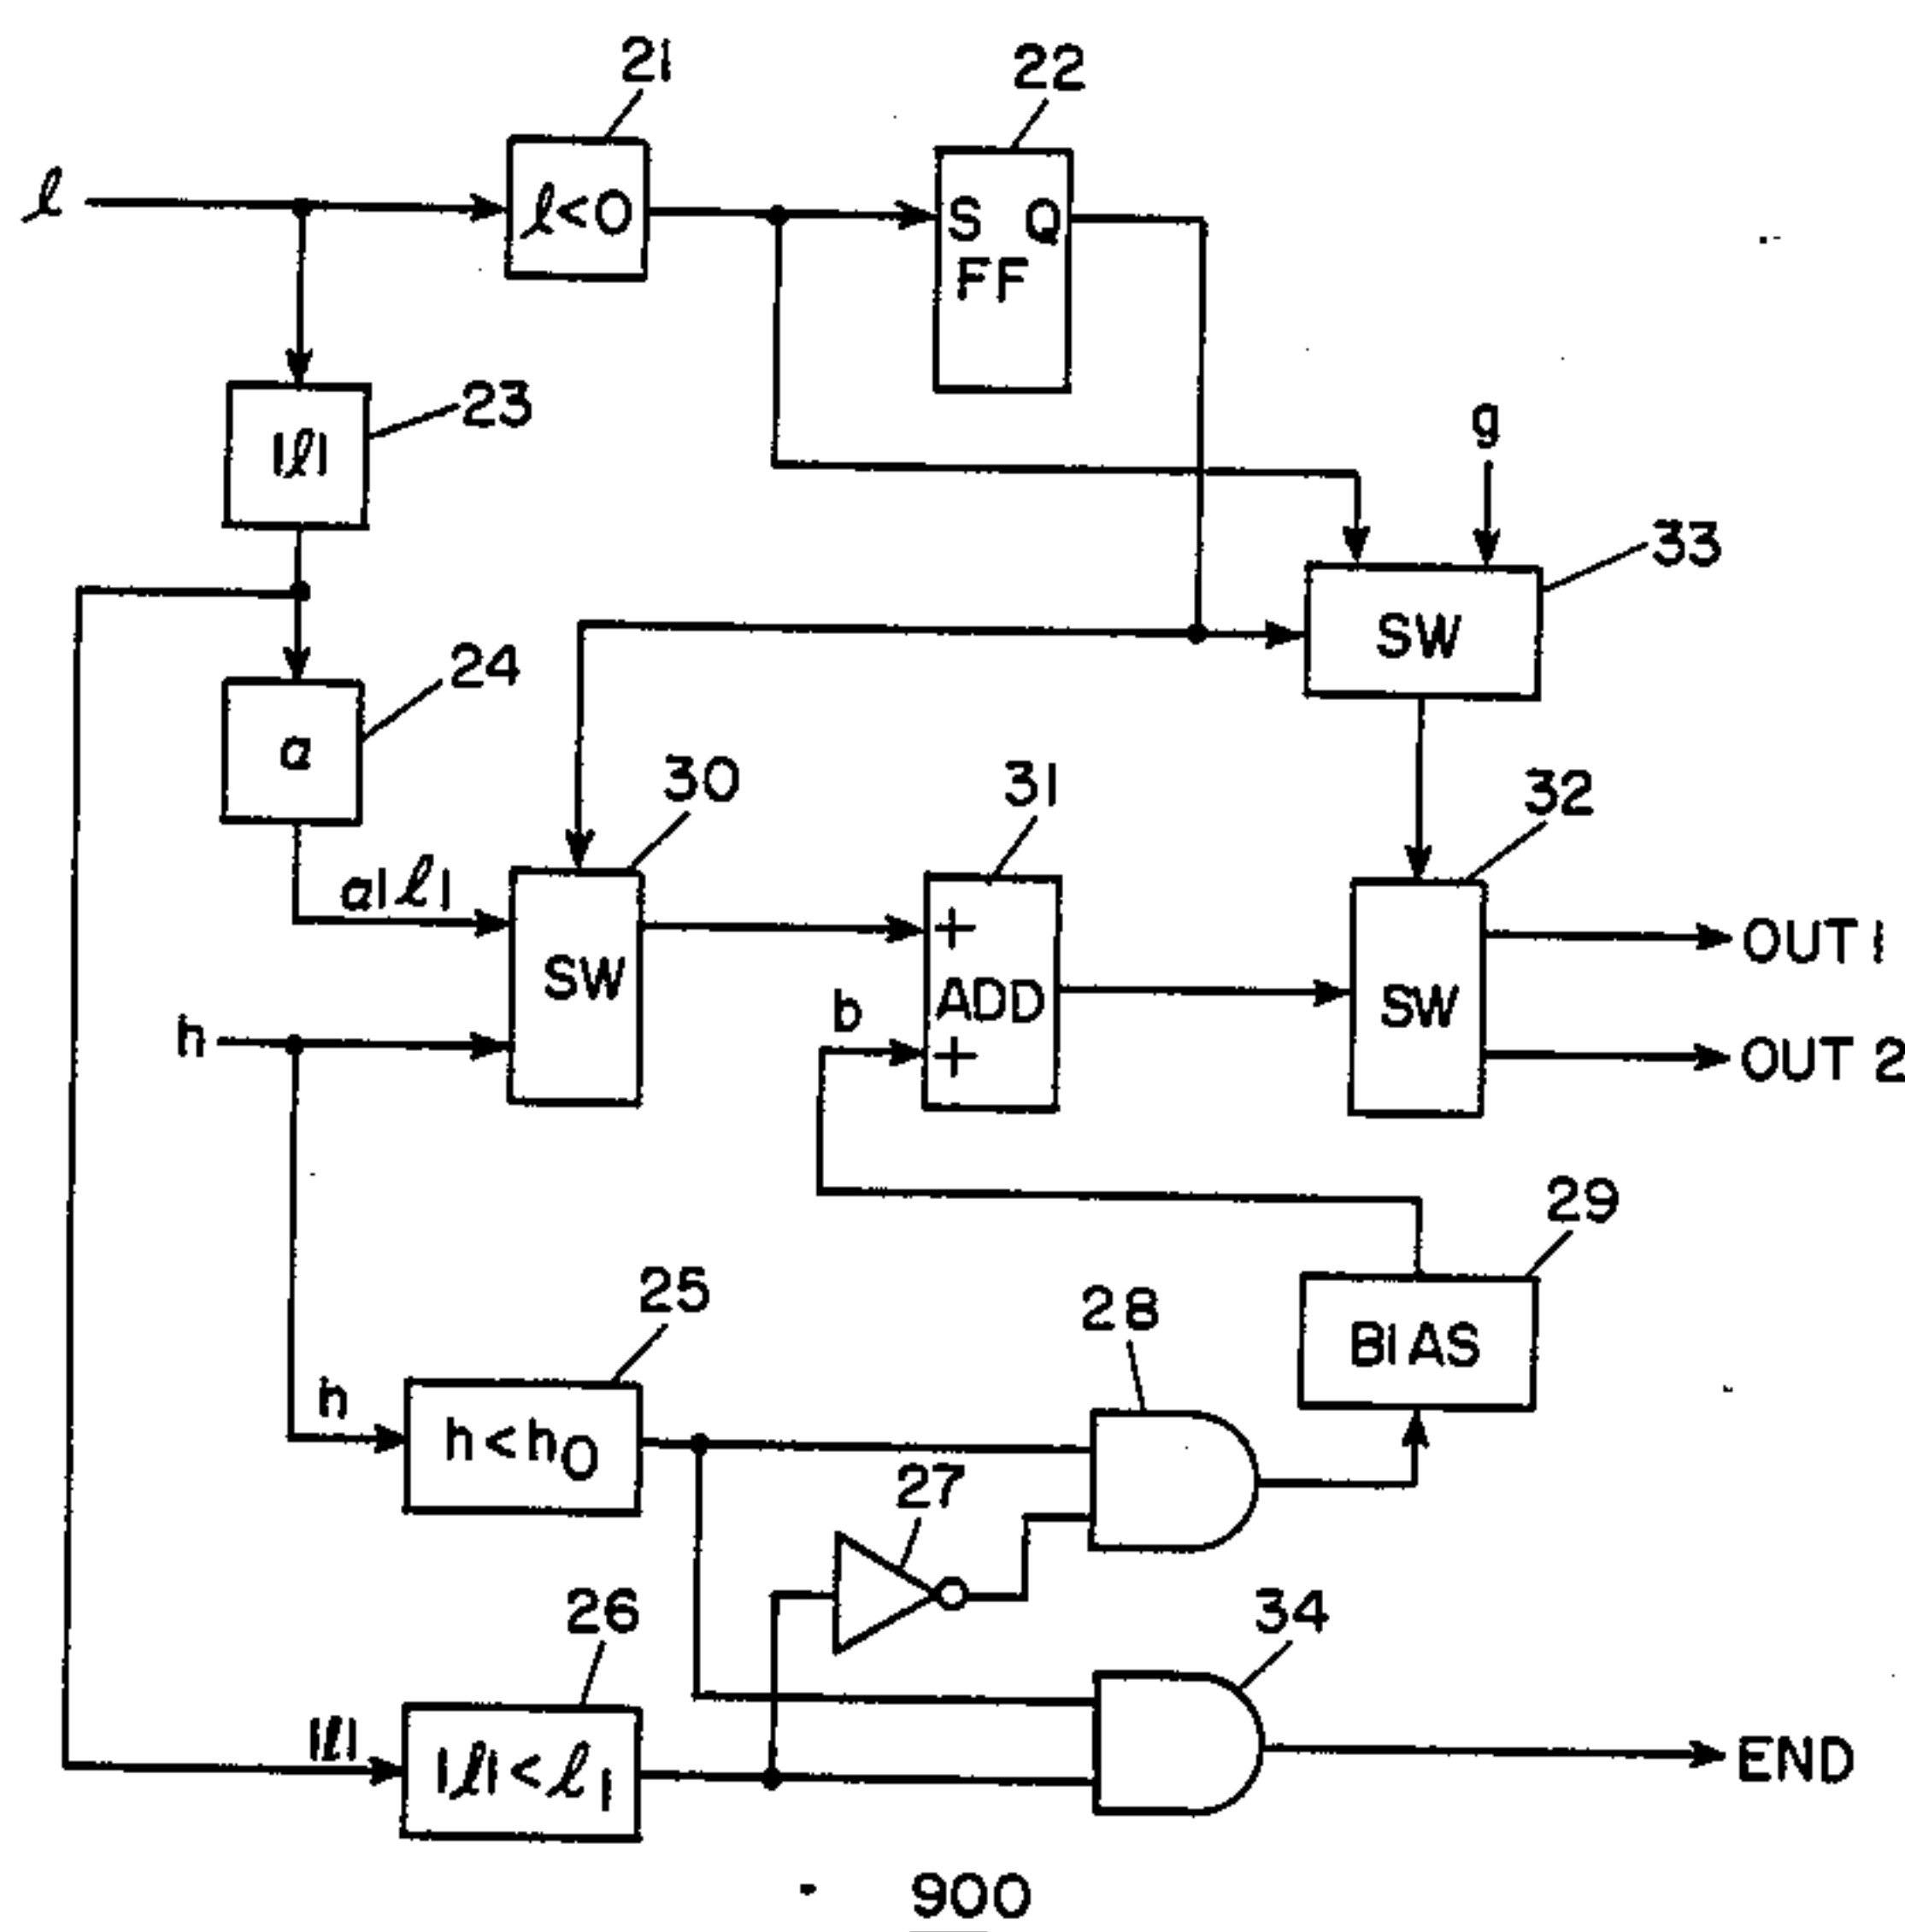 21
22
ℓ
ℓ<0
S Q
FF
23
|ℓ|
g
33
SW
24
a
30
31
32
a|ℓ|
SW
+
ADD
+
b
SW
OUT 1
h
OUT 2
29
BIAS
25
28
h
h<h0
27
26
34
|ℓ|
|ℓ|<ℓ1
END
900